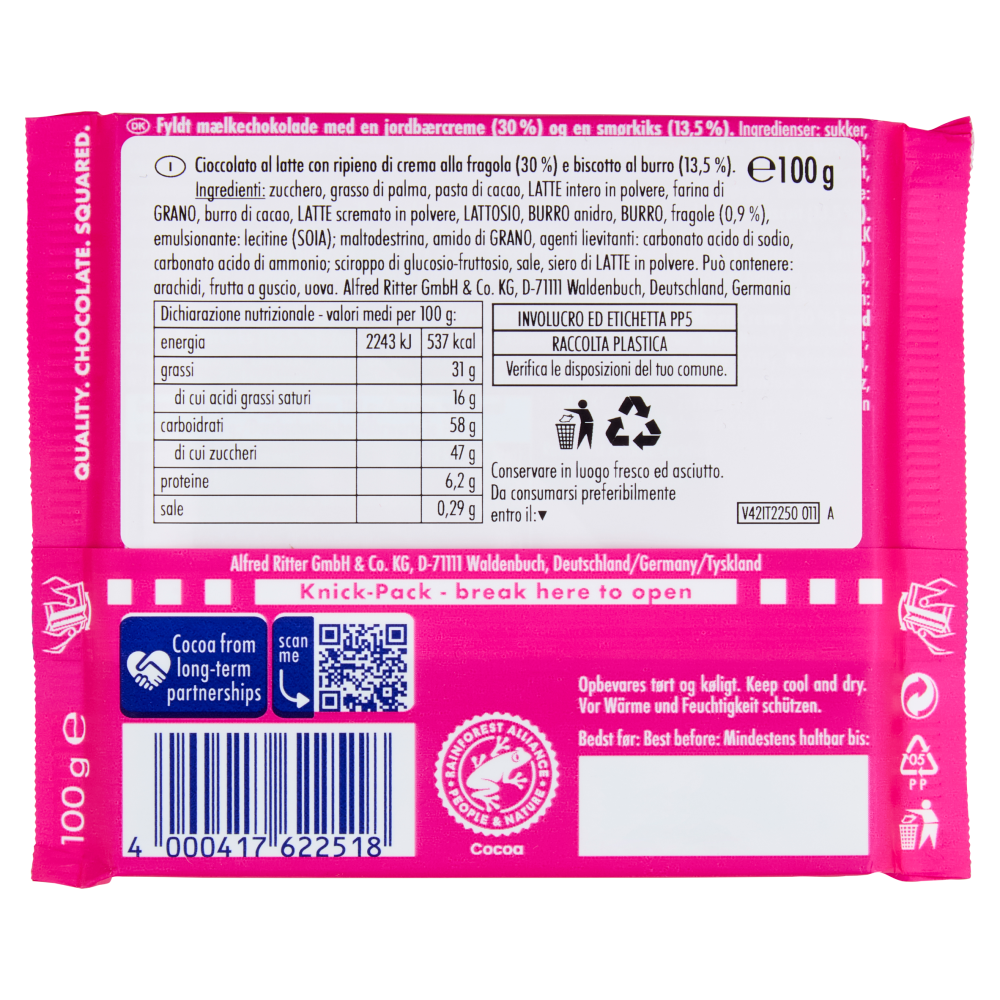 DK Fyldt mælkechokolade med en jordbærcreme (30 %) og en smørkiks (13,5 %). Ingredienser: sukker,
I Cioccolato al latte con ripieno di crema alla fragola (30 %) e biscotto al burro (13,5 %). ℮100 g
Ingredienti: zucchero, grasso di palma, pasta di cacao, LATTE intero in polvere, farina di
GRANO, burro di cacao, LATTE scremato in polvere, LATTOSIO, BURRO anidro, BURRO, fragole (0,9 %),
emulsionante: lecitine (SOIA); maltodestrina, amido di GRANO, agenti lievitanti: carbonato acido di sodio,
carbonato acido di ammonio; sciroppo di glucosio-fruttosio, sale, siero di LATTE in polvere. Può contenere:
arachidi, frutta a guscio, uova. Alfred Ritter GmbH & Co. KG, D-71111 Waldenbuch, Deutschland, Germania
Dichiarazione nutrizionale - valori medi per 100 g:
energia 2243 kJ 537 kcal
grassi 31 g
di cui acidi grassi saturi 16 g
carboidrati 58 g
di cui zuccheri 47 g
proteine 6,2 g
sale 0,29 g
INVOLUCRO ED ETICHETTA PP5
RACCOLTA PLASTICA
Verifica le disposizioni del tuo comune.
Conservare in luogo fresco ed asciutto.
Da consumarsi preferibilmente
entro il:▼
V42IT2250 011 A
QUALITY. CHOCOLATE. SQUARED.
Alfred Ritter GmbH & Co. KG, D-71111 Waldenbuch, Deutschland/Germany/Tyskland
Knick-Pack - break here to open
Cocoa from
long-term
partnerships
scan
me
Opbevares tørt og køligt. Keep cool and dry.
Vor Wärme und Feuchtigkeit schützen.
Bedst før: Best before: Mindestens haltbar bis:
RAINFOREST ALLIANCE
PEOPLE & NATURE
Cocoa
100 g ℮
4 000417 622518
05
PP